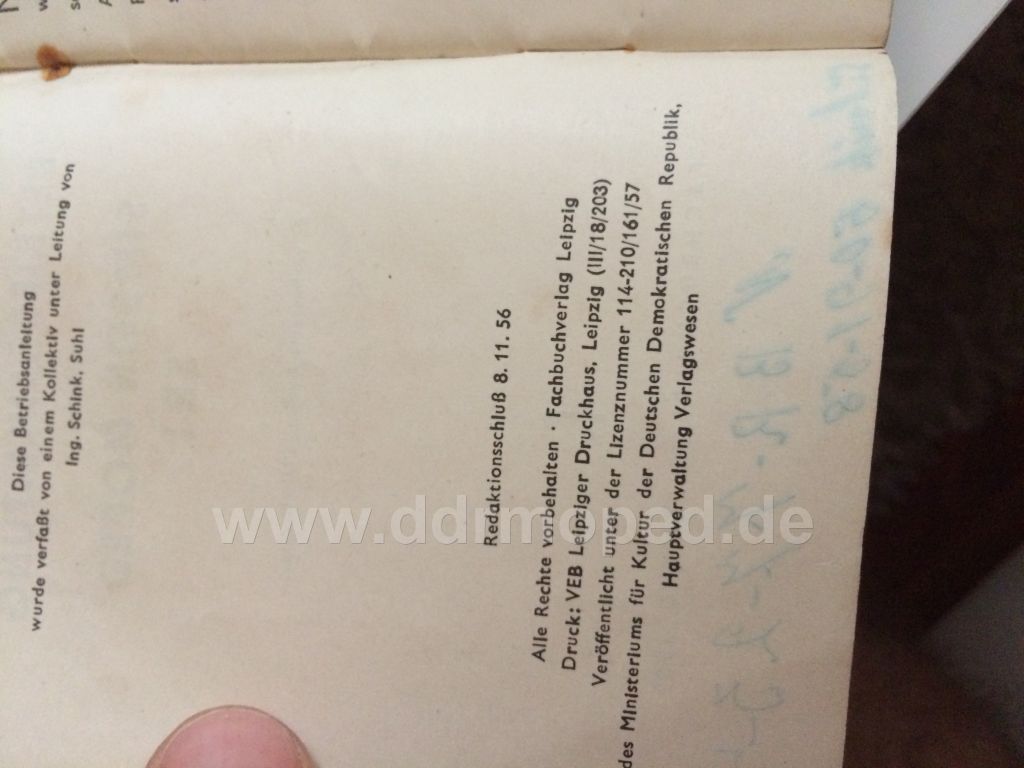 Diese Betriebsanleitung
wurde verfaßt von einem Kollektiv unter Leitung von
Ing. Schink, Suhl
Redaktionsschluß 8. 11. 56
Alle Rechte vorbehalten · Fachbuchverlag Leipzig
Druck: VEB Leipziger Druckhaus, Leipzig (III/18/203)
Veröffentlicht unter der Lizenznummer 114-210/161/57
des Ministeriums für Kultur der Deutschen Demokratischen Republik,
Hauptverwaltung Verlagswesen
www.ddrmoped.de